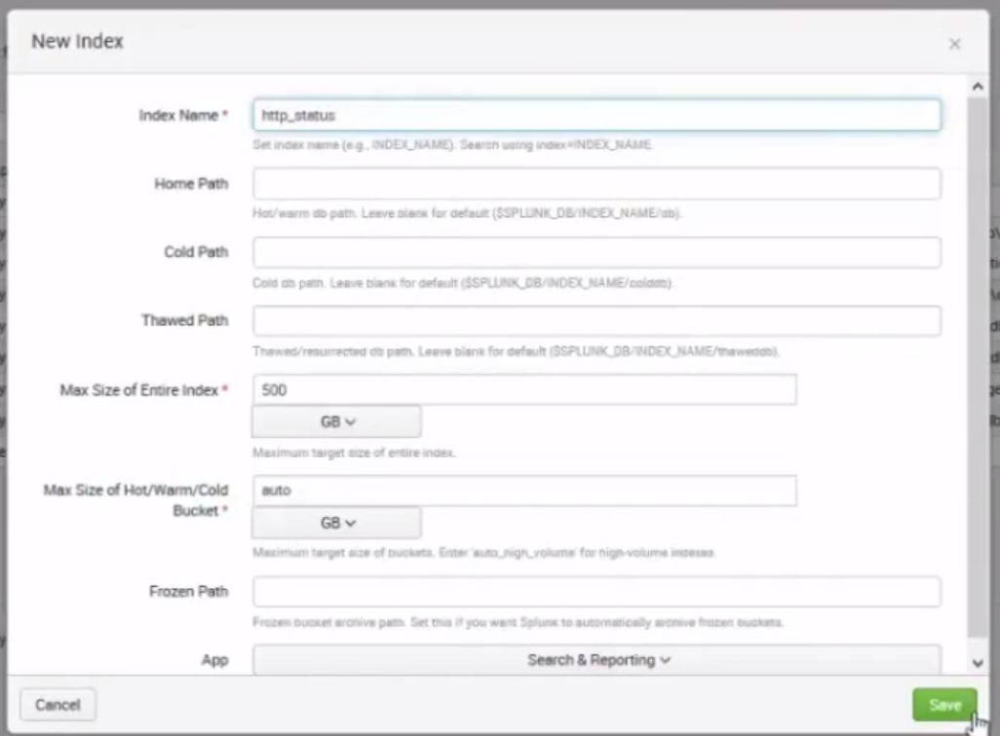 New Index
×
Index Name *
http_status
Set index name (e.g., INDEX_NAME). Search using index=INDEX_NAME.
Home Path
Hot/warm db path. Leave blank for default ($SPLUNK_DB/INDEX_NAME/db).
Cold Path
Cold db path. Leave blank for default ($SPLUNK_DB/INDEX_NAME/colddb).
Thawed Path
Thawed/resurrected db path. Leave blank for default ($SPLUNK_DB/INDEX_NAME/thaweddb).
Max Size of Entire Index *
500
GB
Maximum target size of entire index.
Max Size of Hot/Warm/Cold
Bucket *
auto
GB
Maximum target size of buckets. Enter 'auto_high_volume' for high-volume indexes.
Frozen Path
Frozen bucket archive path. Set this if you want Splunk to automatically archive frozen buckets.
App
Search & Reporting
Cancel
Save